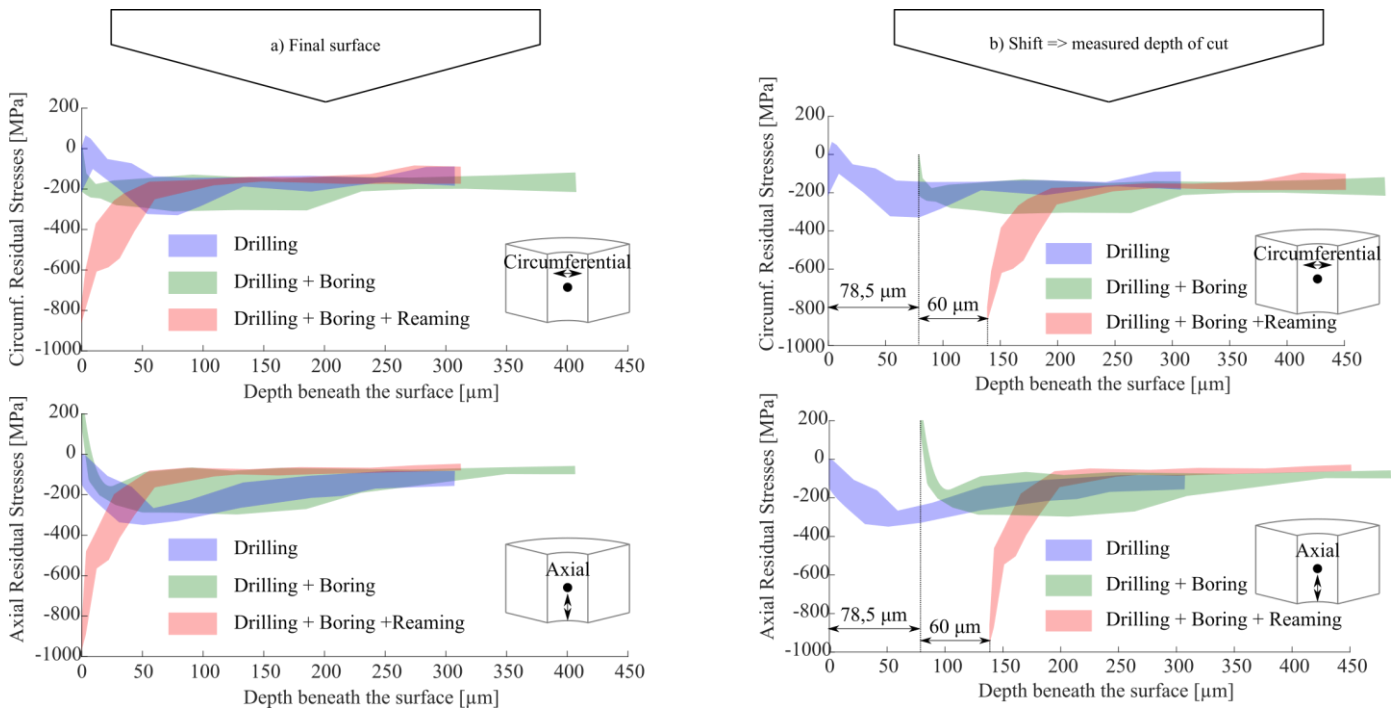 a) Final surface
200
0
-200
-400
-600
-800
-1000
Circumf. Residual Stresses [MPa]
Drilling
Drilling + Boring
Drilling + Boring + Reaming
Circumferential
0 50 100 150 200 250 300 350 400 450
Depth beneath the surface [µm]
200
0
-200
-400
-600
-800
-1000
Axial Residual Stresses [MPa]
Drilling
Drilling + Boring
Drilling + Boring +Reaming
Axial
0 50 100 150 200 250 300 350 400 450
Depth beneath the surface [µm]
b) Shift => measured depth of cut
200
0
-200
-400
-600
-800
-1000
Circumf. Residual Stresses [MPa]
Drilling
Drilling + Boring
Drilling + Boring +Reaming
Circumferential
78,5 µm
60 µm
0 50 100 150 200 250 300 350 400 450
Depth beneath the surface [µm]
200
0
-200
-400
-600
-800
-1000
Axial Residual Stresses [MPa]
Drilling
Drilling + Boring
Drilling + Boring + Reaming
Axial
78,5 µm
60 µm
0 50 100 150 200 250 300 350 400 450 500
Depth beneath the surface [µm]